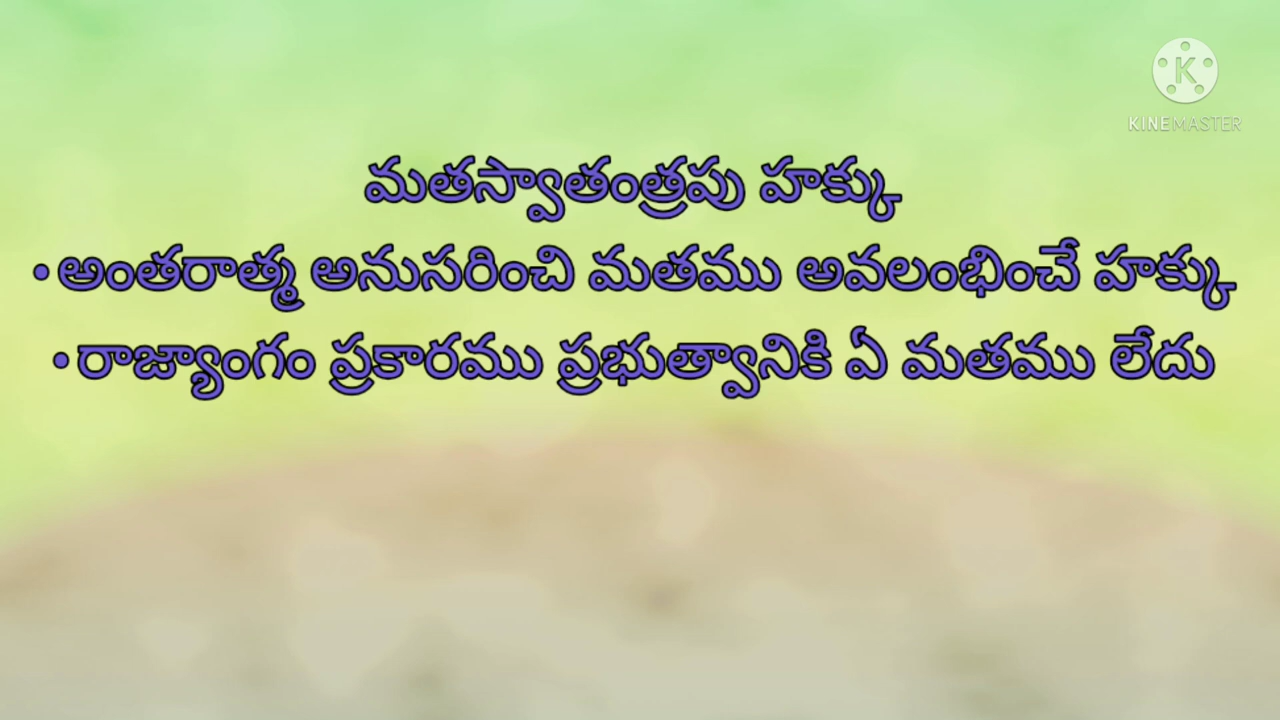 KINEMASTER
మతస్వాతంత్రపు హక్కు
•అంతరాత్మ అనుసరించి మతము అవలంభించే హక్కు
•రాజ్యాంగం ప్రకారము ప్రభుత్వానికి ఏ మతము లేదు